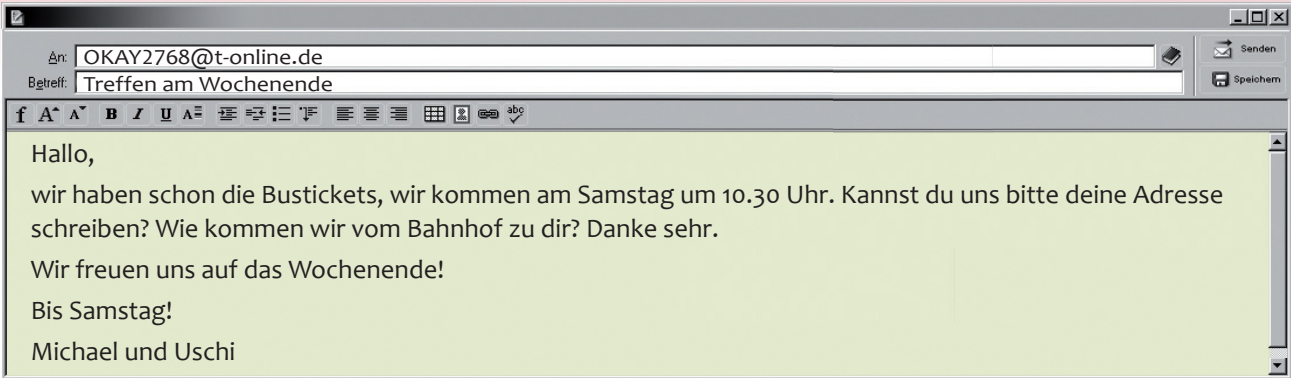 An: OKAY2768@t-online.de
Senden
Betreff: Treffen am Wochenende
Speichern
f A A B I U A abc
Hallo,
wir haben schon die Bustickets, wir kommen am Samstag um 10.30 Uhr. Kannst du uns bitte deine Adresse
schreiben? Wie kommen wir vom Bahnhof zu dir? Danke sehr.
Wir freuen uns auf das Wochenende!
Bis Samstag!
Michael und Uschi